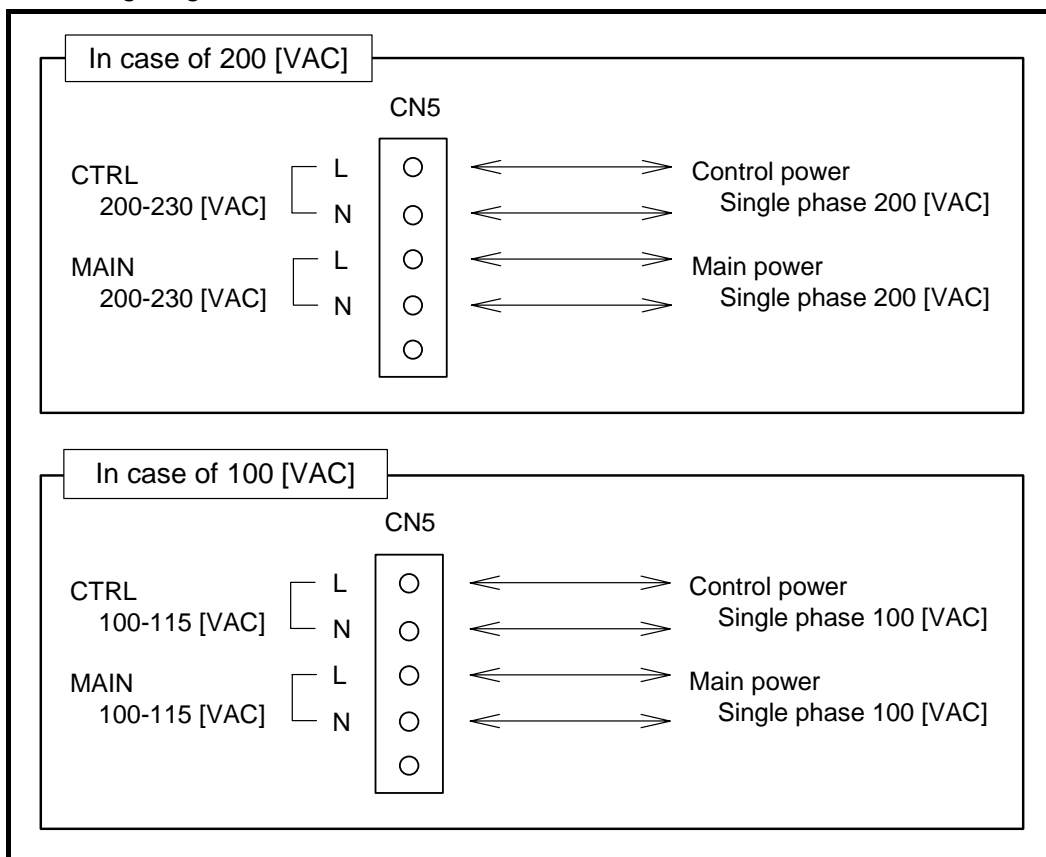 In case of 200 [VAC]
CN5
CTRL
200-230 [VAC]
L
N
Control power
Single phase 200 [VAC]
MAIN
200-230 [VAC]
L
N
Main power
Single phase 200 [VAC]
In case of 100 [VAC]
CN5
CTRL
100-115 [VAC]
L
N
Control power
Single phase 100 [VAC]
MAIN
100-115 [VAC]
L
N
Main power
Single phase 100 [VAC]